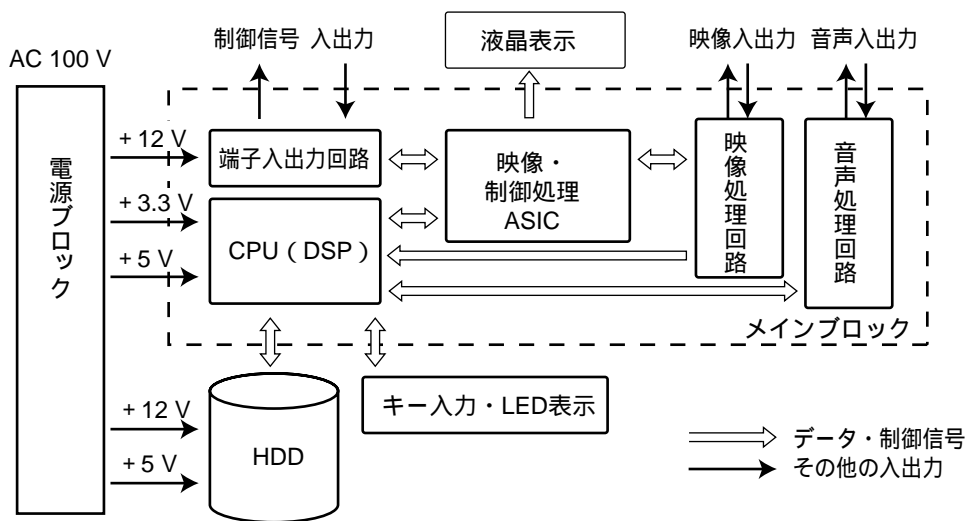 AC 100 V
電源ブロック
+ 12 V
+ 3.3 V
+ 5 V
+ 12 V
+ 5 V
制御信号 入出力
液晶表示
映像入出力
音声入出力
端子入出力回路
CPU（DSP）
映像・
制御処理
ASIC
映像処理回路
音声処理回路
メインブロック
HDD
キー入力・LED表示
データ・制御信号
その他の入出力